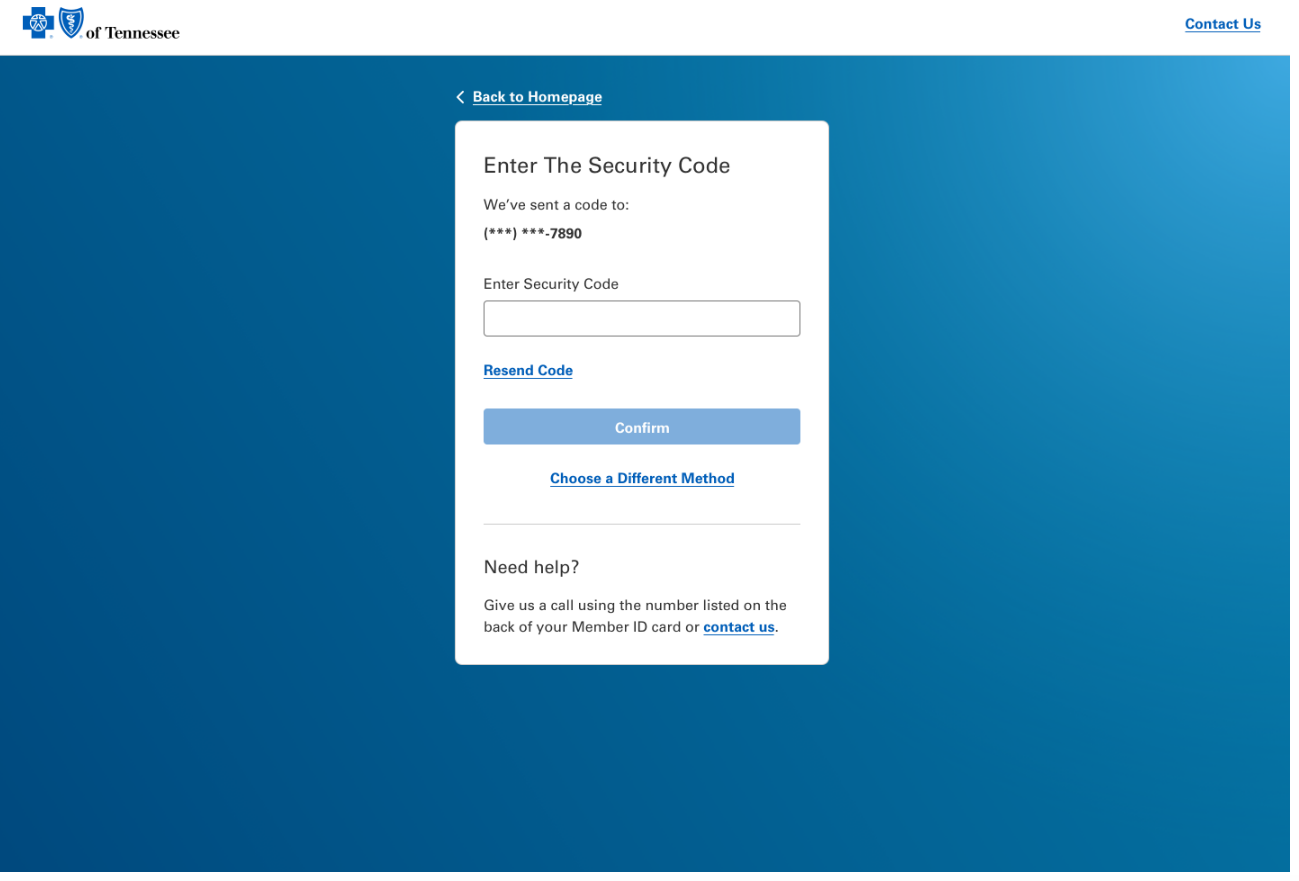 of Tennessee
Contact Us
Back to Homepage
Enter The Security Code
We’ve sent a code to:
(***) ***-7890
Enter Security Code
Resend Code
Confirm
Choose a Different Method
Need help?
Give us a call using the number listed on the
back of your Member ID card or contact us.